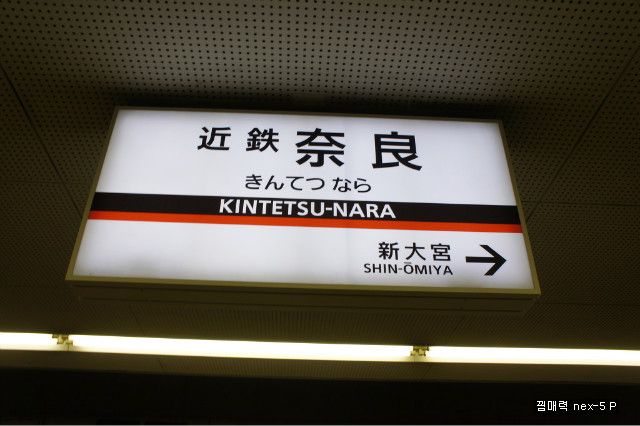 近鉄奈良
きんてつ なら
KINTETSU-NARA
新大宮
SHIN-ŌMIYA
찜매력 nex-5 P